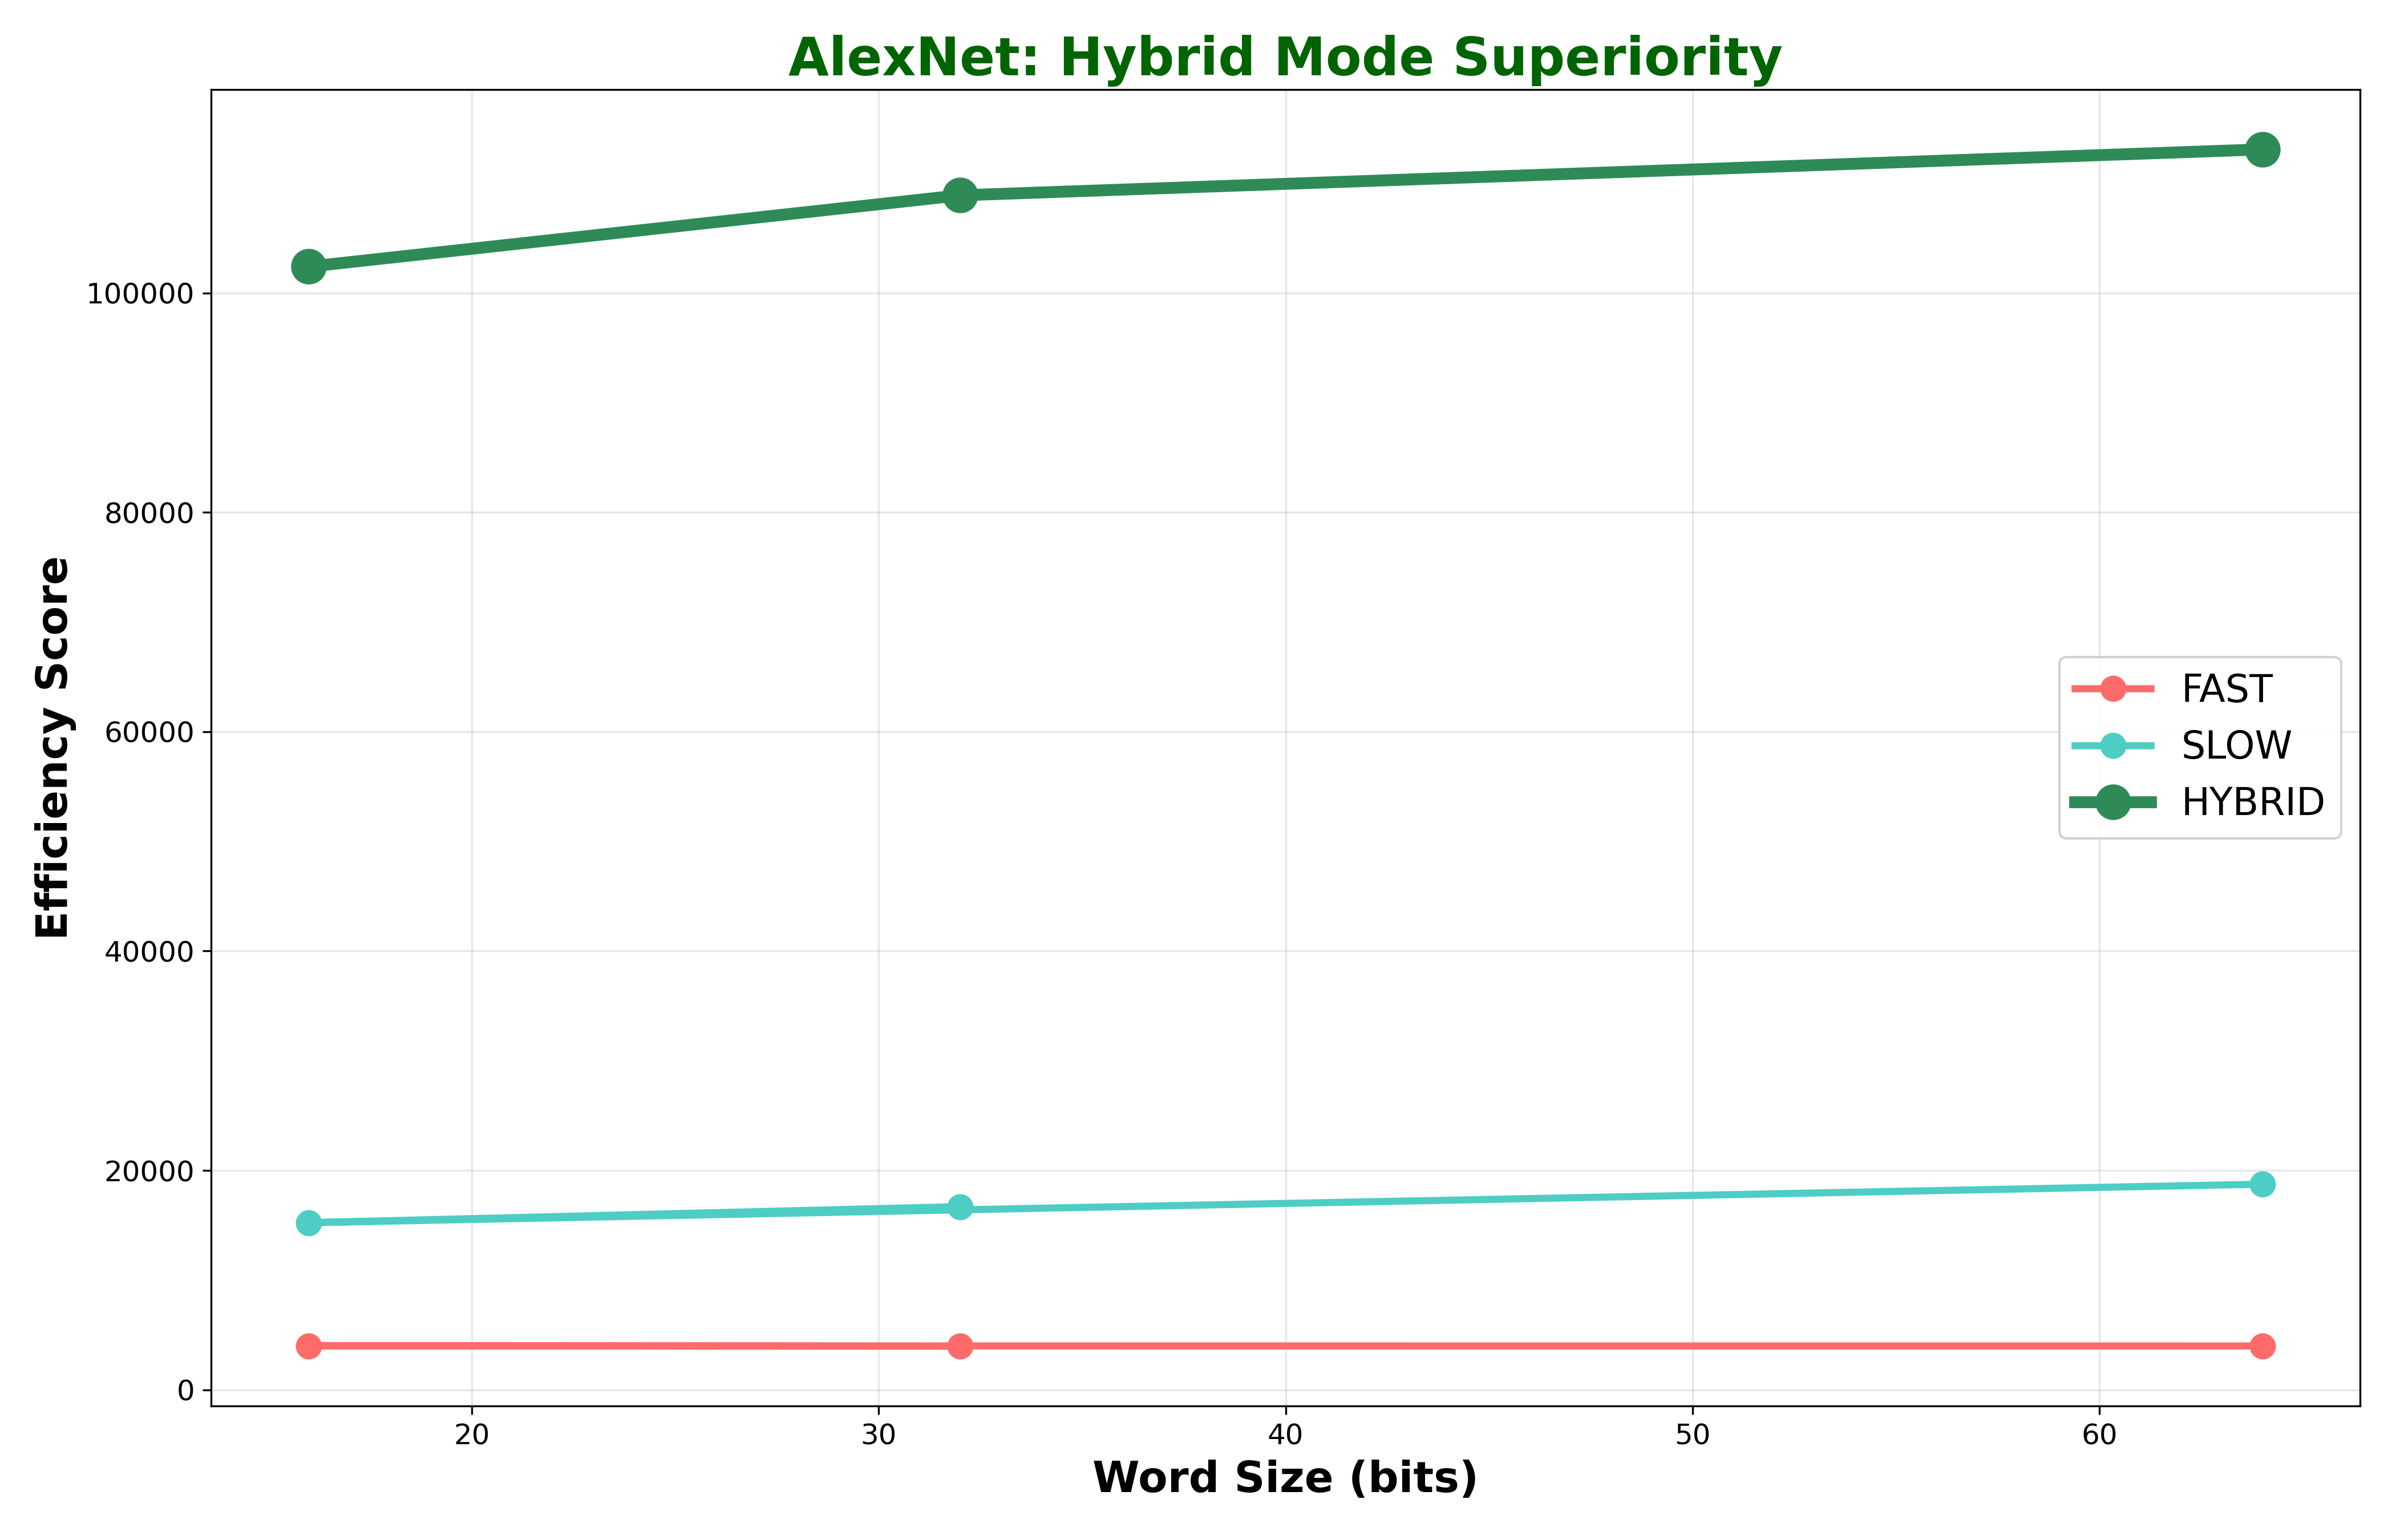 AlexNet: Hybrid Mode Superiority
Efficiency Score
100000
80000
60000
40000
20000
0
FAST
SLOW
HYBRID
20 30 40 50 60
Word Size (bits)